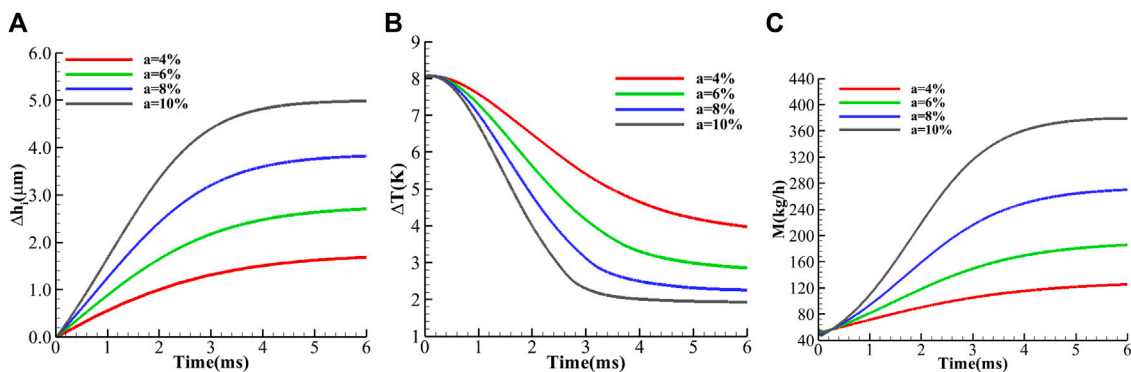 A
6.0
5.0
4.0
3.0
2.0
1.0
0.0
Δhⱼ(μm)
a=4%
a=6%
a=8%
a=10%
0 1 2 3 4 5 6
Time(ms)
B
9
8
7
6
5
4
3
2
1
ΔT(K)
a=4%
a=6%
a=8%
a=10%
0 1 2 3 4 5 6
Time(ms)
C
440
400
360
320
280
240
200
160
120
80
40
M(kg/h)
a=4%
a=6%
a=8%
a=10%
0 1 2 3 4 5 6
Time(ms)